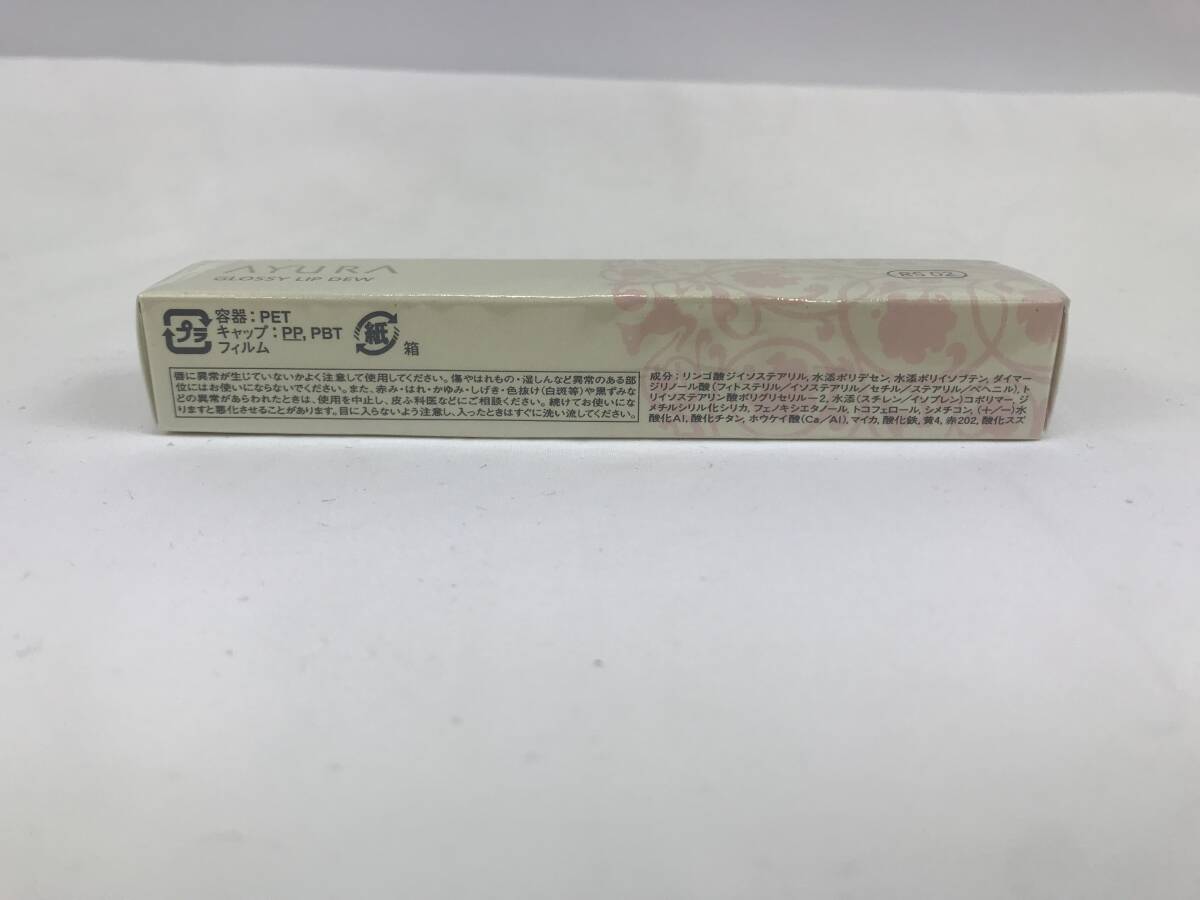 AYURA
GLOSSY LIP DEW
RS 02
プラ
容器：PET
キャップ：PP, PBT
フィルム
紙
箱
唇に異常が生じていないかよく注意して使用してください。傷やはれもの・湿しんなど異常のある部
位にはお使いにならないでください。また、赤み・はれ・かゆみ・しげき・色抜け（白斑等）や黒ずみな
どの異常があらわれたときは、使用を中止し、皮ふ科医などにご相談ください。続けてお使いにな
りますと悪化させることがあります。目に入らないよう注意し、入ったときはすぐに洗い流してください。
成分：リンゴ酸ジイソステアリル, 水添ポリデセン, 水添ポリイソブテン, ダイマー
ジリノール酸（フィトステリル／イソステアリル／セチル／ステアリル／ベヘニル）, ト
リイソステアリン酸ポリグリセリル－2, 水添（スチレン／イソプレン）コポリマー, ジ
メチルシリル化シリカ, フェノキシエタノール, トコフェロール, シメチコン, （＋／－）水
酸化Al, 酸化チタン, ホウケイ酸（Ca／Al）, マイカ, 酸化鉄, 黄4, 赤202, 酸化スズ